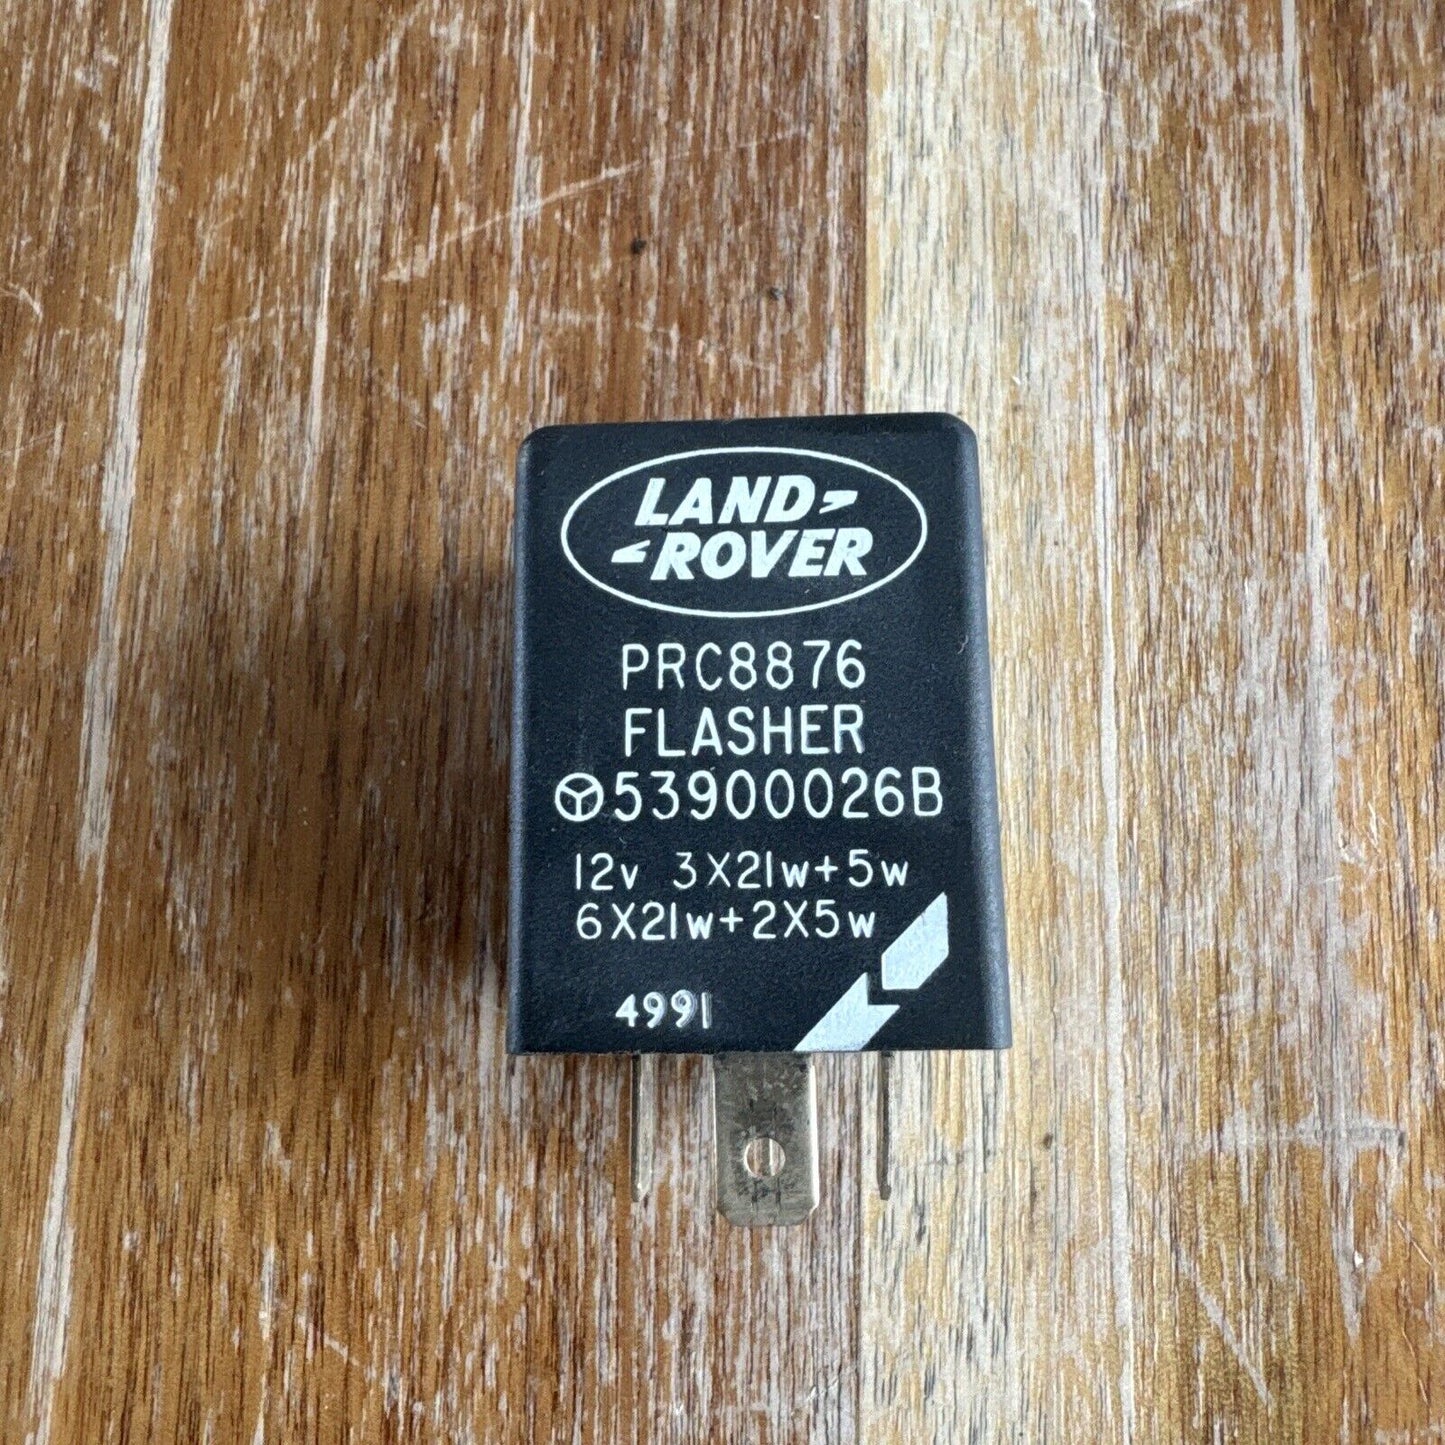 LAND
ROVER
PRC8876
FLASHER
53900026B
12v 3X21w+5w
6X21w+2X5w
4991